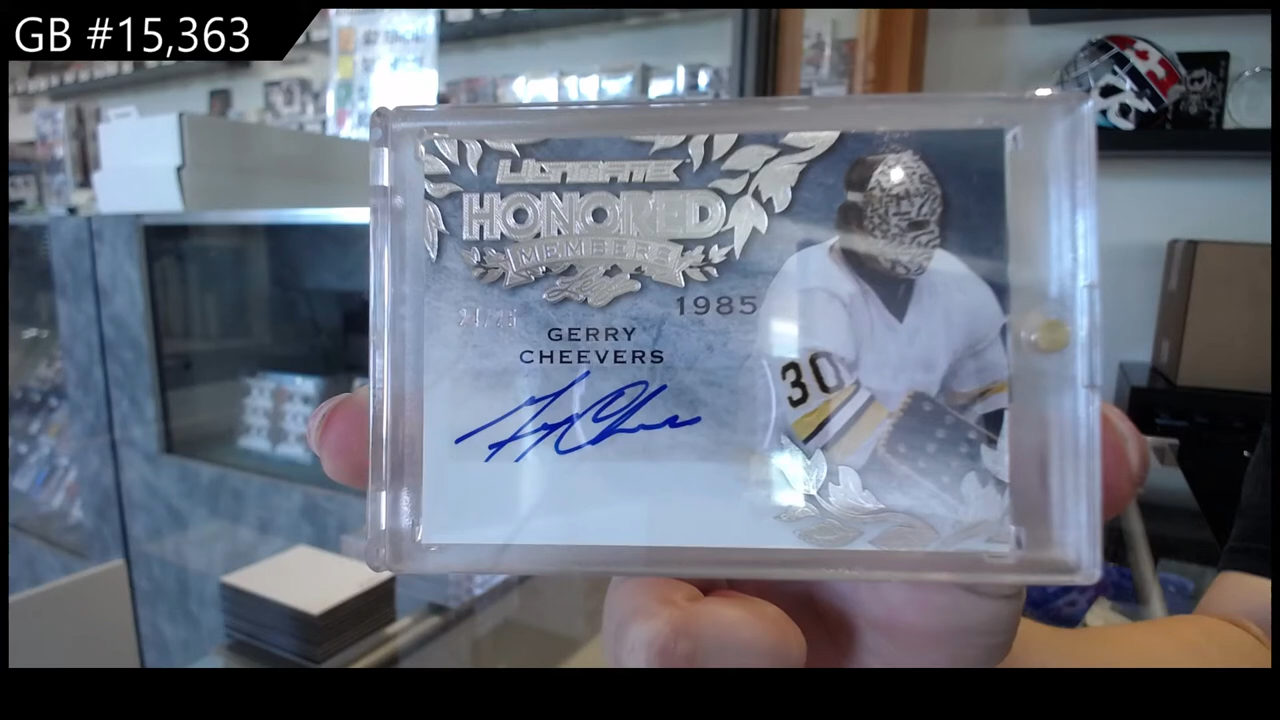 GB #15,363
ULTIMATE
HONORED
MEMBERS
Leaf
1985
GERRY
CHEEVERS
30